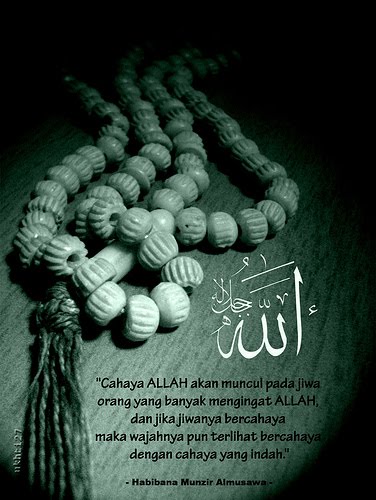 الله جل جلاله
"Cahaya ALLAH akan muncul pada jiwa
orang yang banyak mengingat ALLAH,
dan jika jiwanya bercahaya
maka wajahnya pun terlihat bercahaya
dengan cahaya yang indah."
- Habibana Munzir Almusawa -